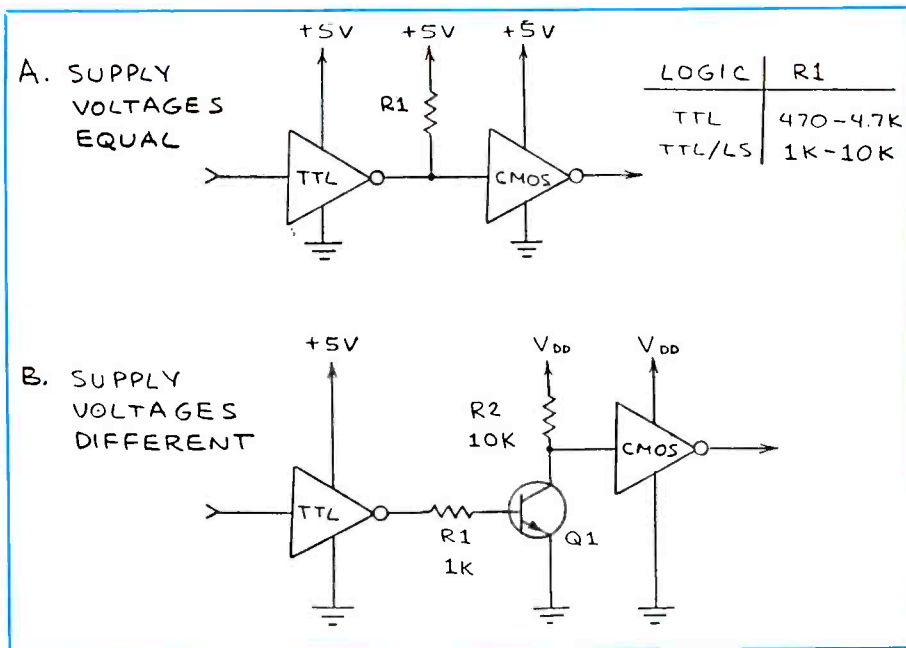 A. SUPPLY
VOLTAGES
EQUAL
+5V
+5V
+5V
R1
TTL
CMOS
LOGIC R1
TTL 470-4.7K
TTL/LS 1K-10K
B. SUPPLY
VOLTAGES
DIFFERENT
+5V
VDD
VDD
R2
10K
CMOS
TTL
R1
1K
Q1